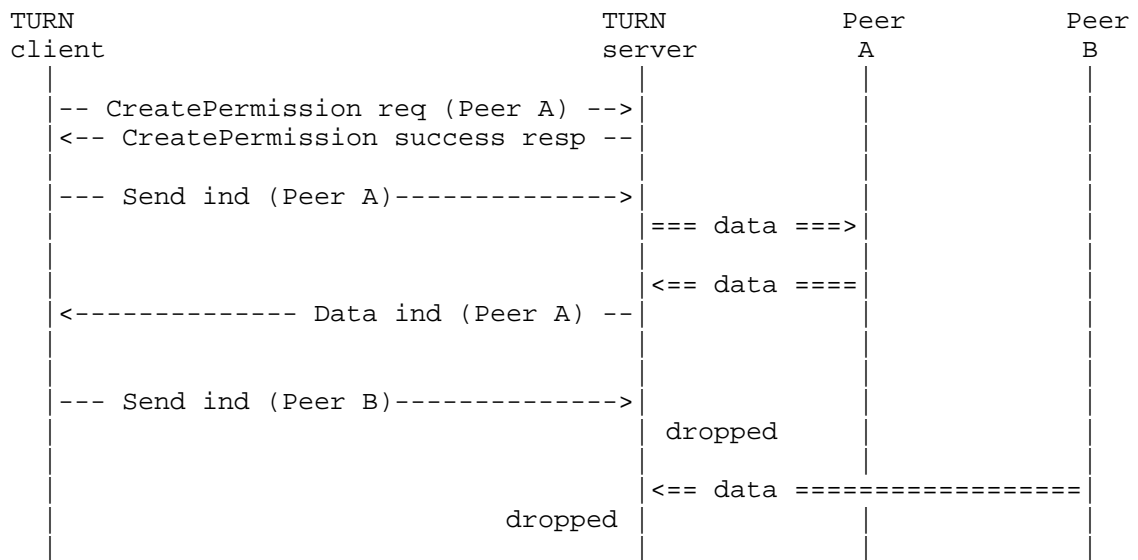 TURN TURN Peer Peer
client server A B
|-- CreatePermission req (Peer A) -->|
|<-- CreatePermission success resp --|
|--- Send ind (Peer A)-------------->|
|=== data ===>|
|<== data ====|
|<-------------- Data ind (Peer A) --|
|--- Send ind (Peer B)-------------->|
dropped
|<== data ==================|
dropped